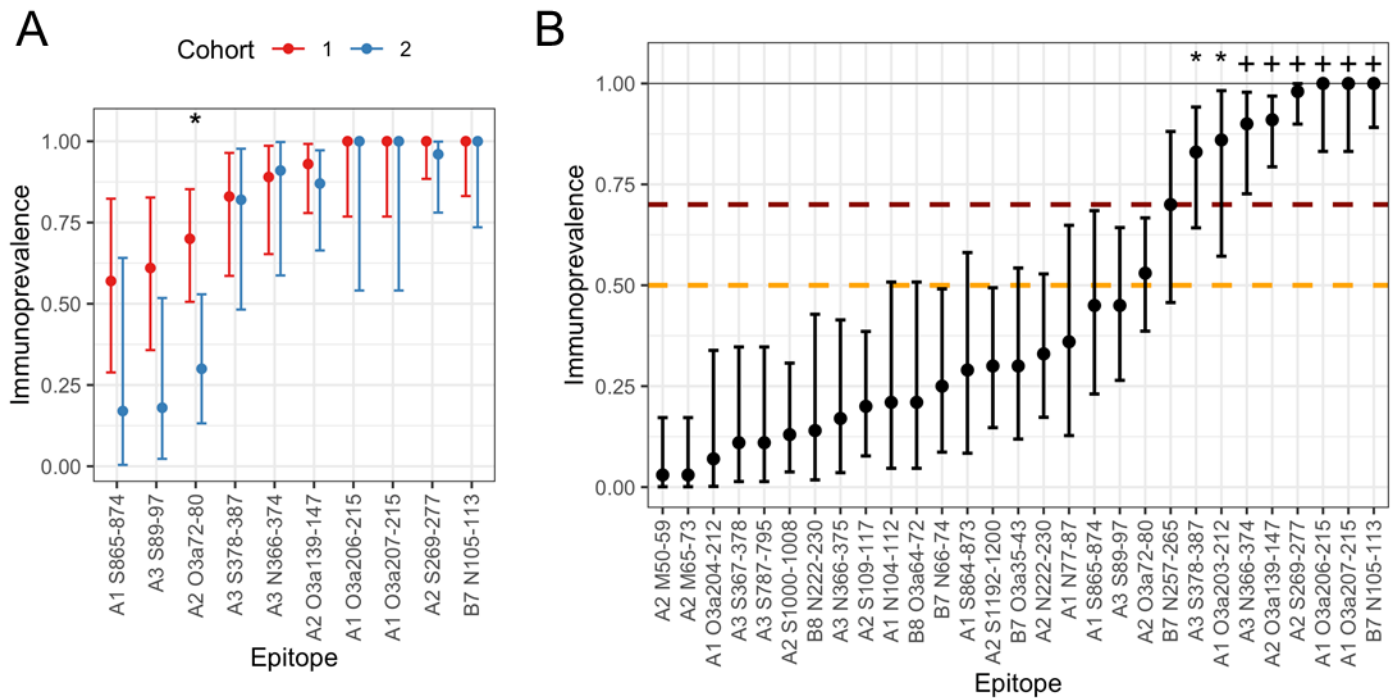 A
Cohort 1 2
*
Immunoprevalence
1.00
0.75
0.50
0.25
0.00
A1 S865-874
A3 S89-97
A2 O3a72-80
A3 S378-387
A3 N366-374
A2 O3a139-147
A1 O3a206-215
A1 O3a207-215
A2 S269-277
B7 N105-113
Epitope
B
* * + + + + + +
Immunoprevalence
1.00
0.75
0.50
0.25
0.00
A2 M50-59
A2 M65-73
A1 O3a204-212
A3 S367-378
A3 S787-795
A2 S1000-1008
B8 N222-230
A3 N366-375
A2 S109-117
A1 N104-112
B8 O3a64-72
B7 N66-74
A1 S864-873
A2 S1192-1200
B7 O3a35-43
A2 N222-230
A1 N77-87
A1 S865-874
A3 S89-97
A2 O3a72-80
B7 N257-265
A3 S378-387
A1 O3a203-212
A3 N366-374
A2 O3a139-147
A2 S269-277
A1 O3a206-215
A1 O3a207-215
B7 N105-113
Epitope